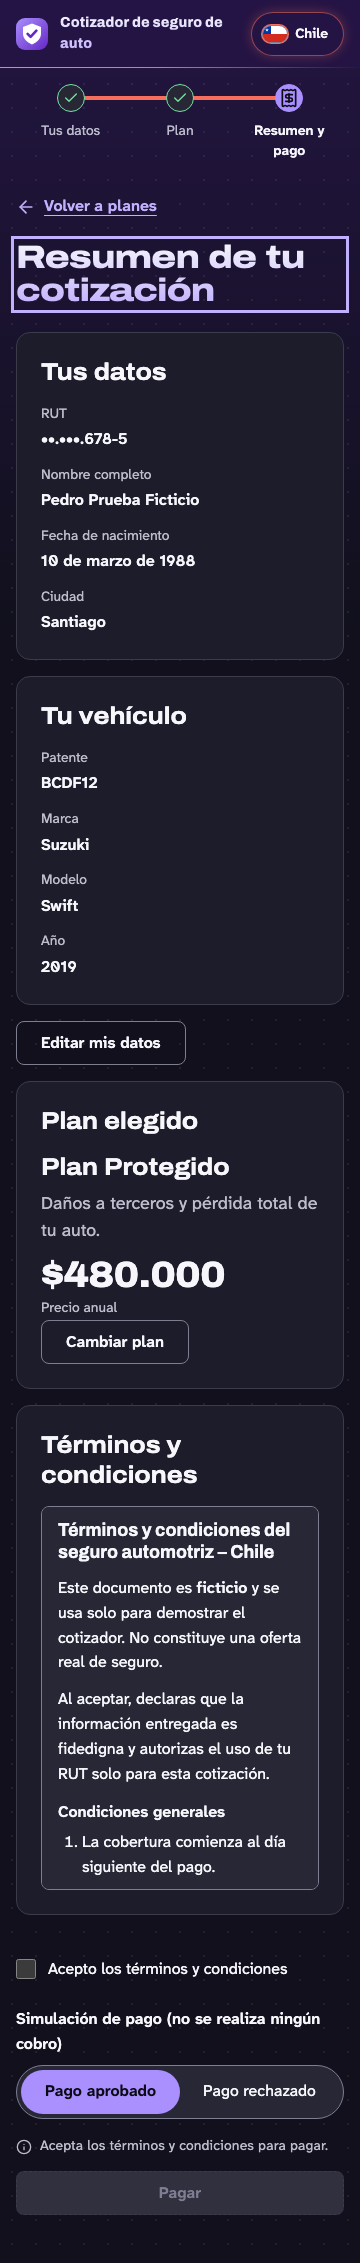 Cotizador de seguro de
auto
Chile
Tus datos
Plan
Resumen y
pago
Volver a planes
Resumen de tu
cotización
Tus datos
RUT
••.•••.678-5
Nombre completo
Pedro Prueba Ficticio
Fecha de nacimiento
10 de marzo de 1988
Ciudad
Santiago
Tu vehículo
Patente
BCDF12
Marca
Suzuki
Modelo
Swift
Año
2019
Editar mis datos
Plan elegido
Plan Protegido
Daños a terceros y pérdida total de
tu auto.
$480.000
Precio anual
Cambiar plan
Términos y
condiciones
Términos y condiciones del
seguro automotriz – Chile
Este documento es ficticio y se
usa solo para demostrar el
cotizador. No constituye una oferta
real de seguro.
Al aceptar, declaras que la
información entregada es
fidedigna y autorizas el uso de tu
RUT solo para esta cotización.
Condiciones generales
1. La cobertura comienza al día
siguiente del pago.
Acepto los términos y condiciones
Simulación de pago (no se realiza ningún
cobro)
Pago aprobado
Pago rechazado
Acepta los términos y condiciones para pagar.
Pagar